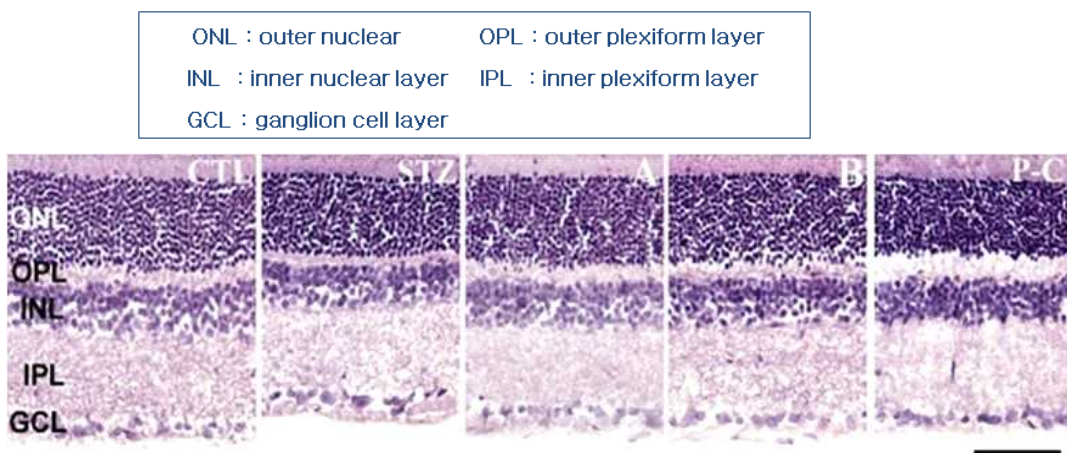 ONL : outer nuclear OPL : outer plexiform layer
INL : inner nuclear layer IPL : inner plexiform layer
GCL : ganglion cell layer
CTL STZ A B P-C
ONL
OPL
INL
IPL
GCL